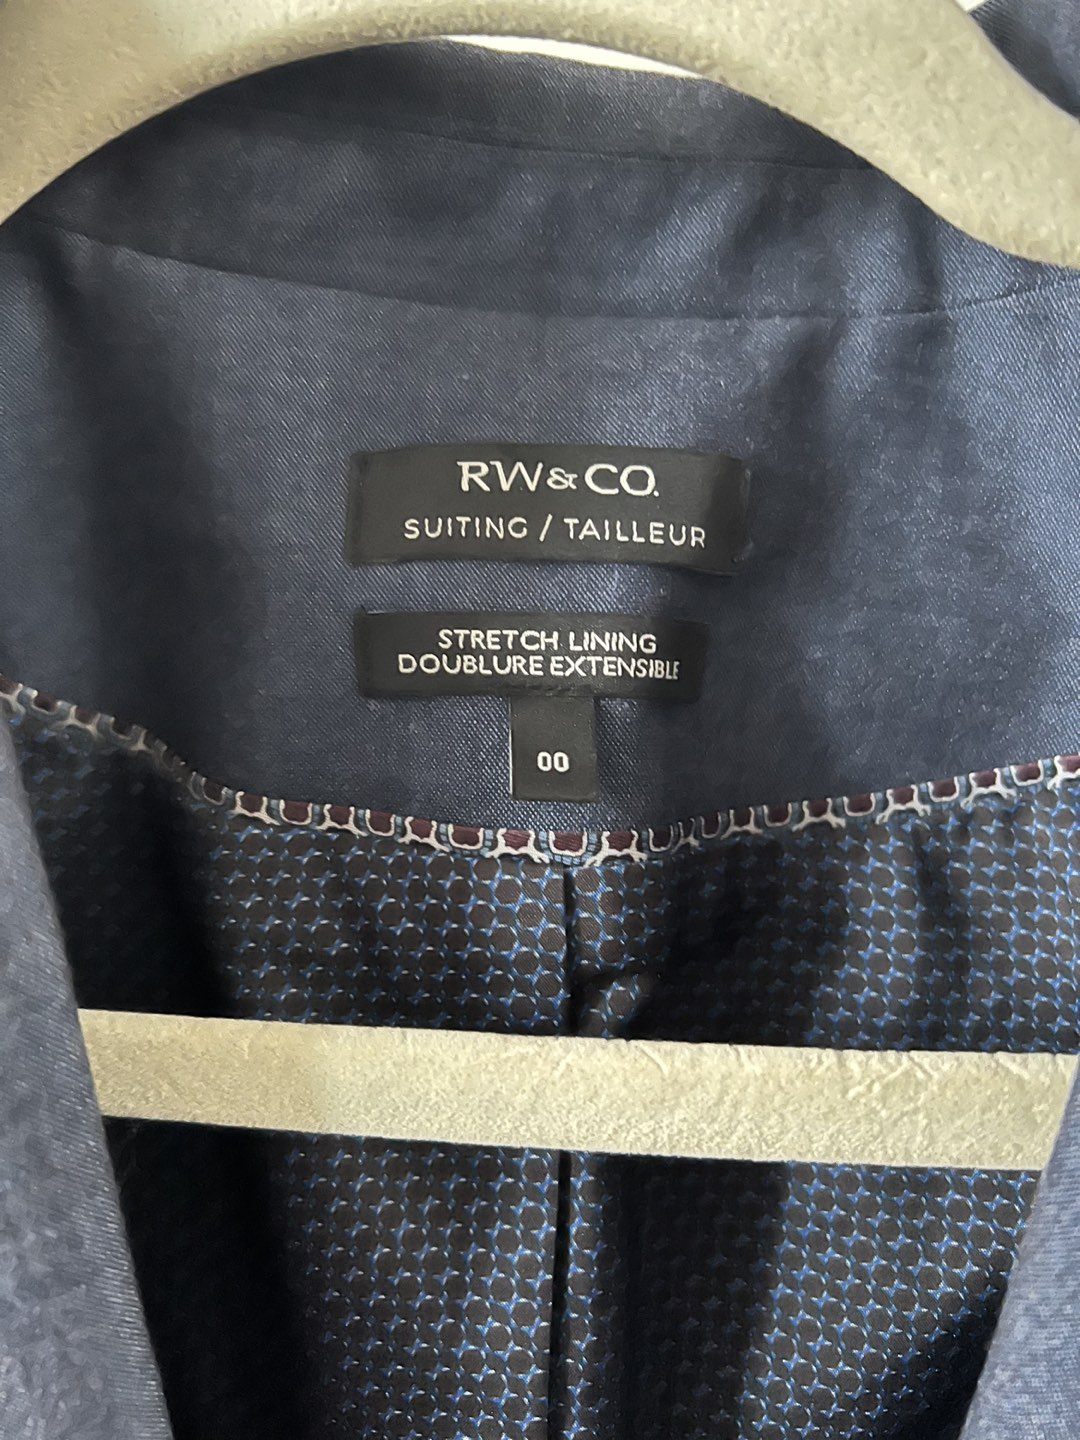 RW&CO.
SUITING / TAILLEUR
STRETCH LINING
DOUBLURE EXTENSIBLE
00